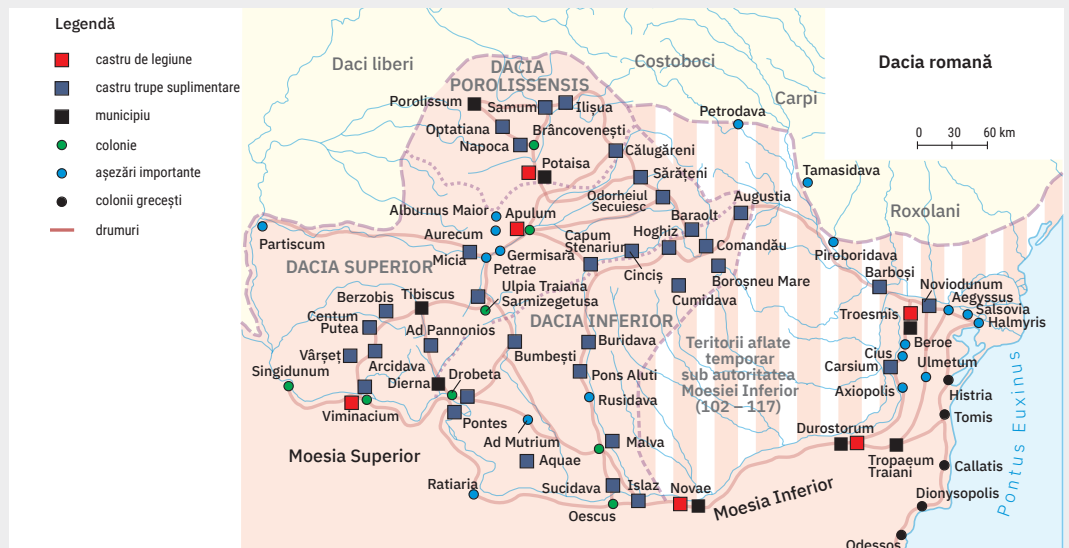 Legendă
castru de legiune
castru trupe suplimentare
municipiu
colonie
așezări importante
colonii grecești
drumuri
Dacia romană
0 30 60 km
Daci liberi
DACIA
POROLISSENSIS
Costoboci
Carpi
Roxolani
Porolissum
Samum
Ilișua
Optatiana
Brâncovenești
Napoca
Călugăreni
Potaisa
Sărățeni
Petrodava
Tamasidava
Odorheiul
Secuiesc
Augustia
Alburnus Maior
Apulum
Baraolt
Aurecum
Capum
Stenarium
Hoghiz
Comandău
Partiscum
Micia
Germisara
Cinciș
Boroșneu Mare
Piroboridava
DACIA SUPERIOR
Petrae
Cumidava
Barboși
Ulpia Traiana
Sarmizegetusa
Berzobis
Tibiscus
Noviodunum
Aegyssus
Centum
Putea
Ad Pannonios
DACIA INFERIOR
Troesmis
Salsovia
Halmyris
Vârșeț
Arcidava
Bumbești
Buridava
Teritorii aflate
temporar
sub autoritatea
Moesiei Inferior
(102 – 117)
Beroe
Cius
Ulmetum
Carsium
Singidunum
Dierna
Drobeta
Pons Aluti
Axiopolis
Histria
Viminacium
Pontes
Rusidava
Tomis
Ad Mutrium
Malva
Durostorum
Moesia Superior
Aquae
Tropaeum
Traiani
Callatis
Ratiaria
Sucidava
Islaz
Novae
Moesia Inferior
Dionysopolis
Oescus
Odessos
Pontus Euxinus